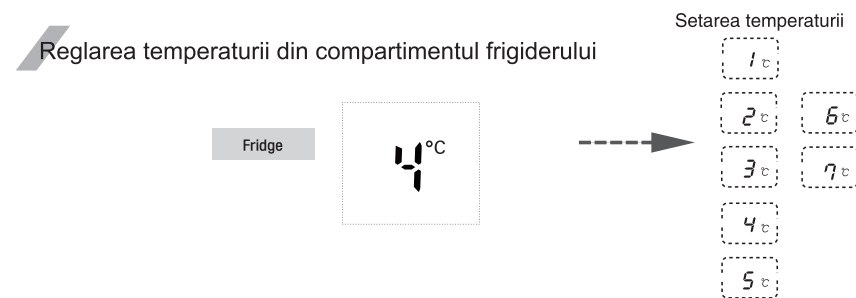 Setarea temperaturii
Reglarea temperaturii din compartimentul frigiderului
Fridge
4 °C
1 °C
2 °C
3 °C
4 °C
5 °C
6 °C
7 °C